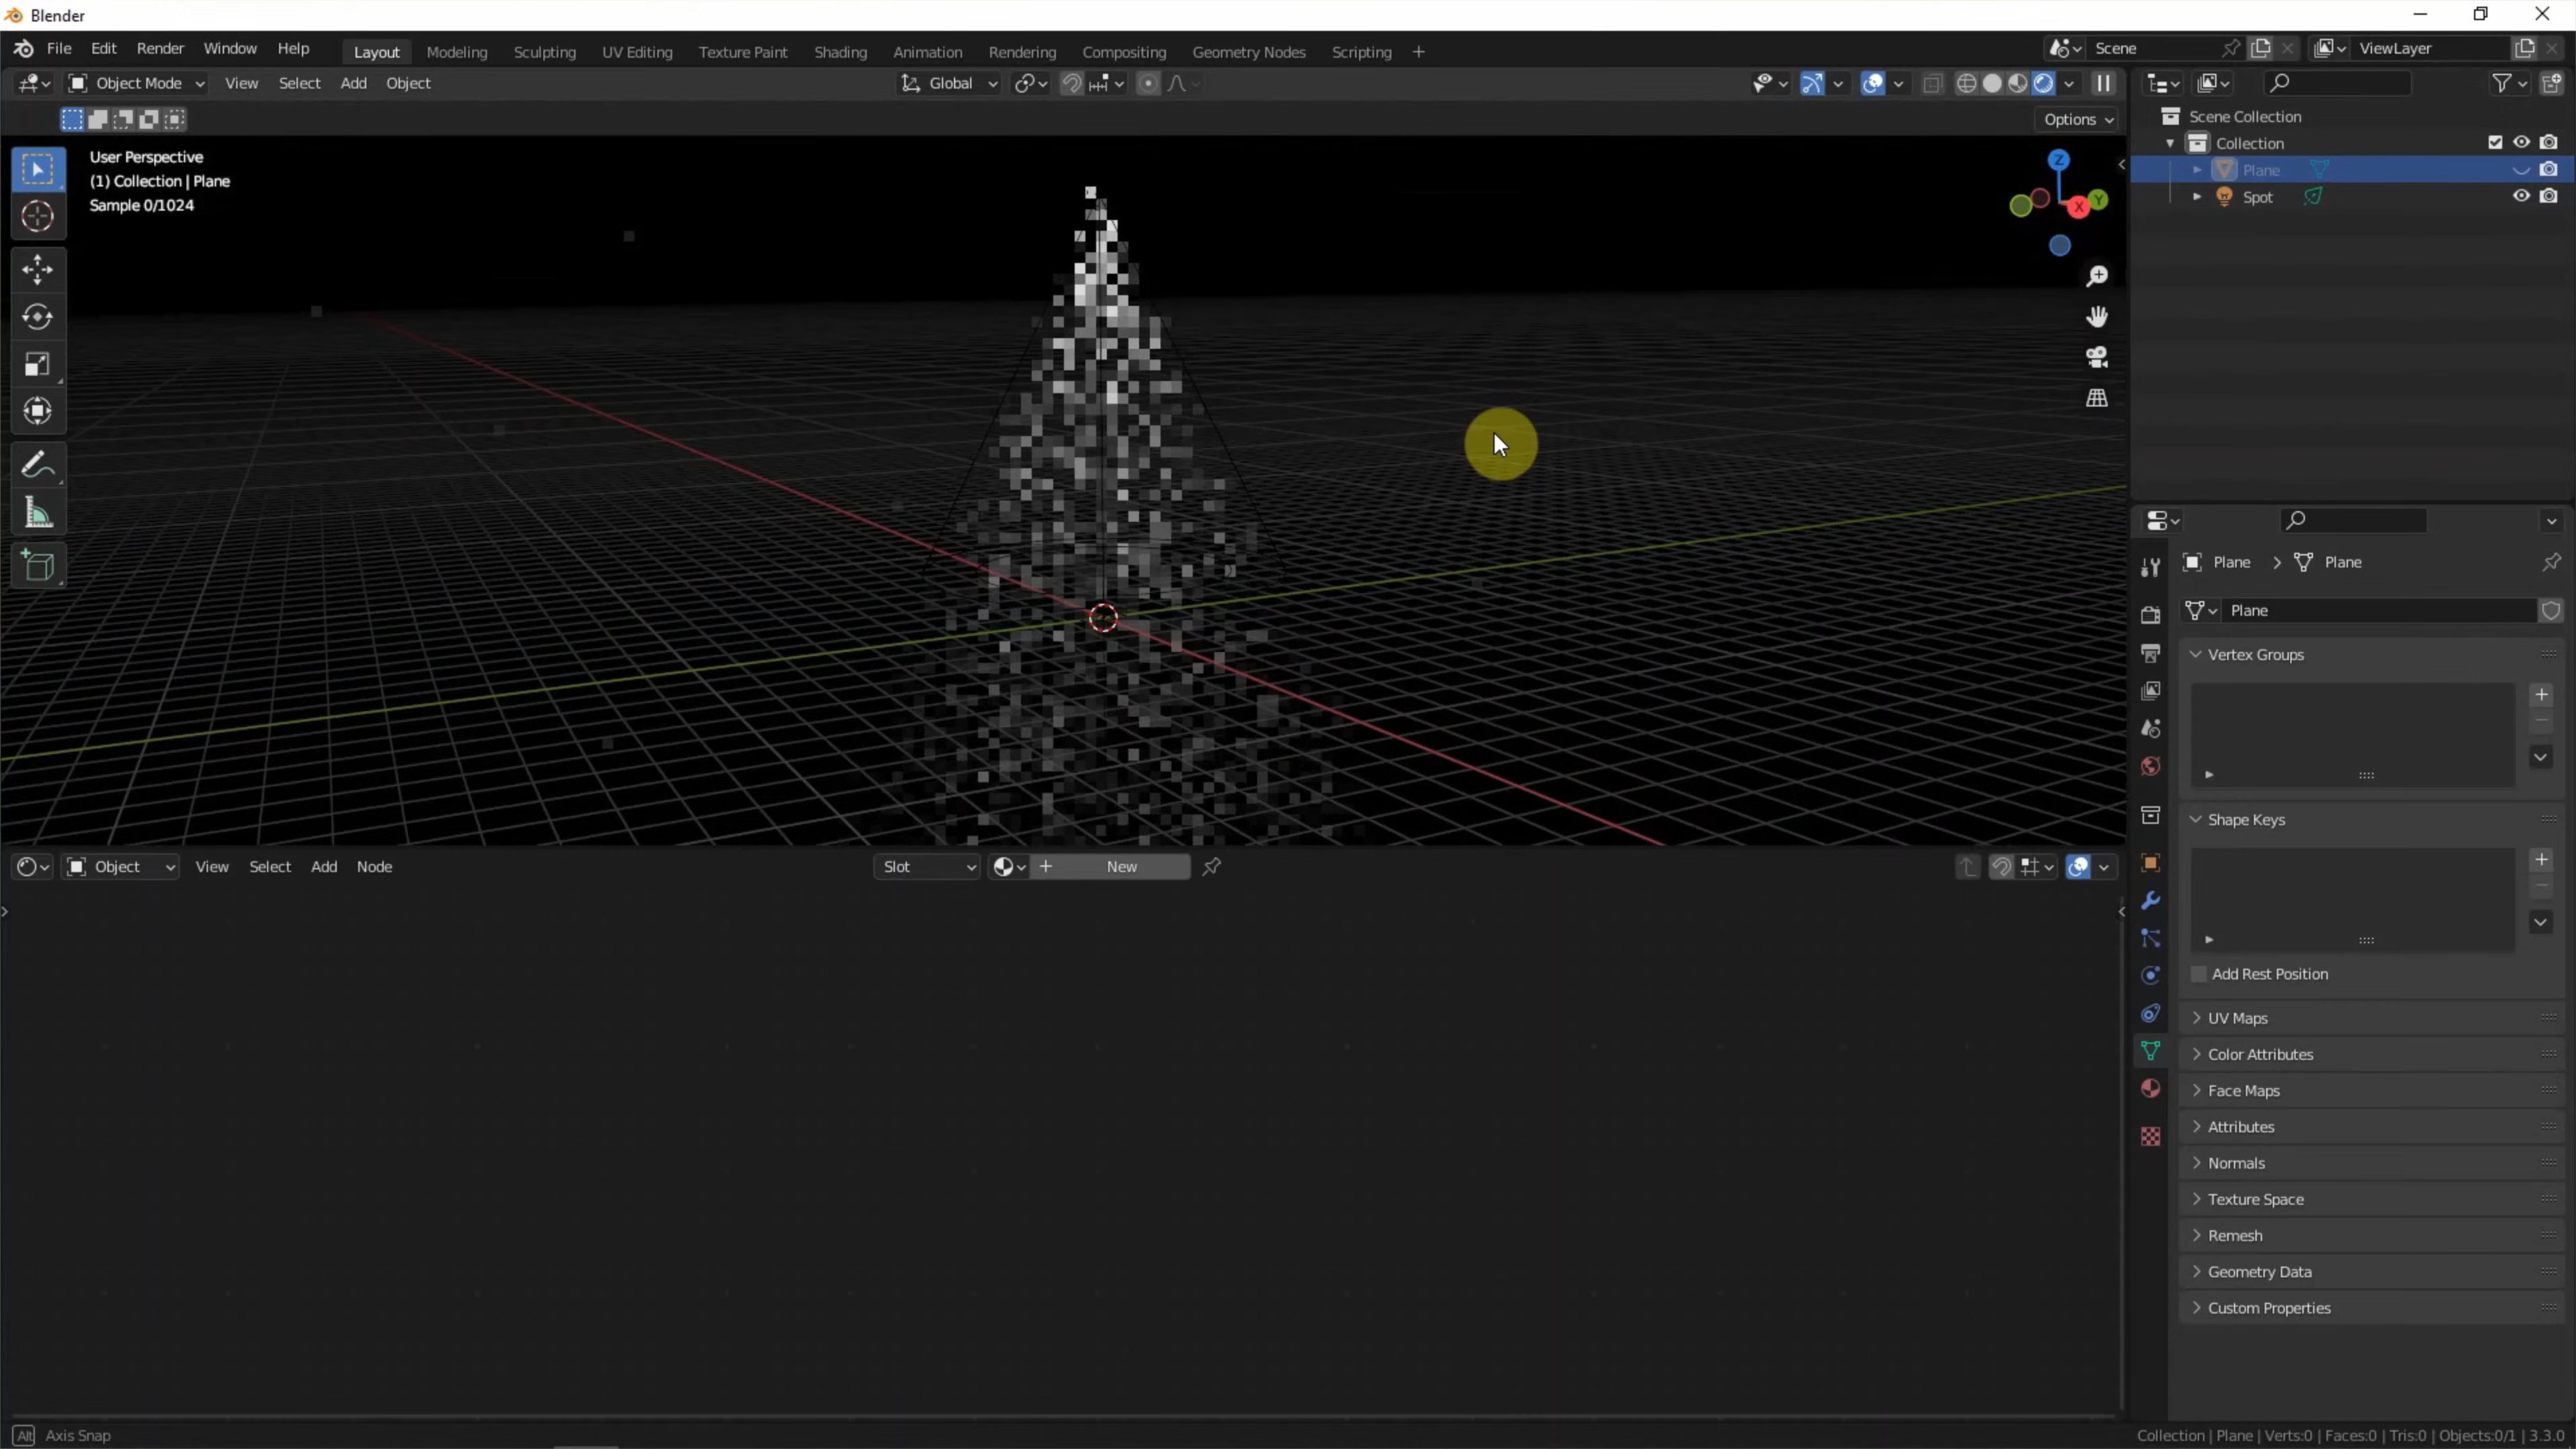 Blender
File Edit Render Window Help Layout Modeling Sculpting UV Editing Texture Paint Shading Animation Rendering Compositing Geometry Nodes Scripting + Scene ViewLayer
Object Mode View Select Add Object Global
Options
User Perspective
(1) Collection | Plane
Sample 0/1024
Z
Y
X
Scene Collection
Collection
Plane
Spot
Plane > Plane
Plane
Vertex Groups
Shape Keys
Add Rest Position
UV Maps
Color Attributes
Face Maps
Attributes
Normals
Texture Space
Remesh
Geometry Data
Custom Properties
Object View Select Add Node Slot + New
Alt Axis Snap
Collection | Plane | Verts:0 | Faces:0 | Tris:0 | Objects:0/1 | 3.3.0